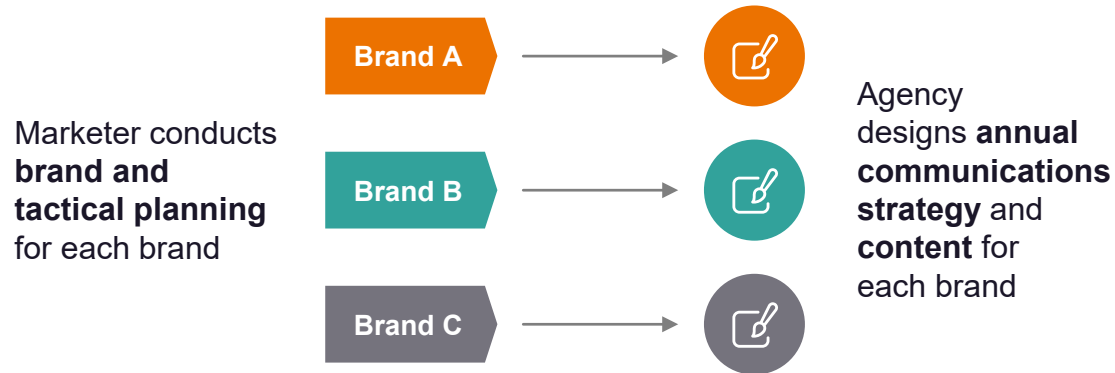 Marketer conducts
brand and
tactical planning
for each brand
Brand A
Brand B
Brand C
Agency
designs annual
communications
strategy and
content for
each brand